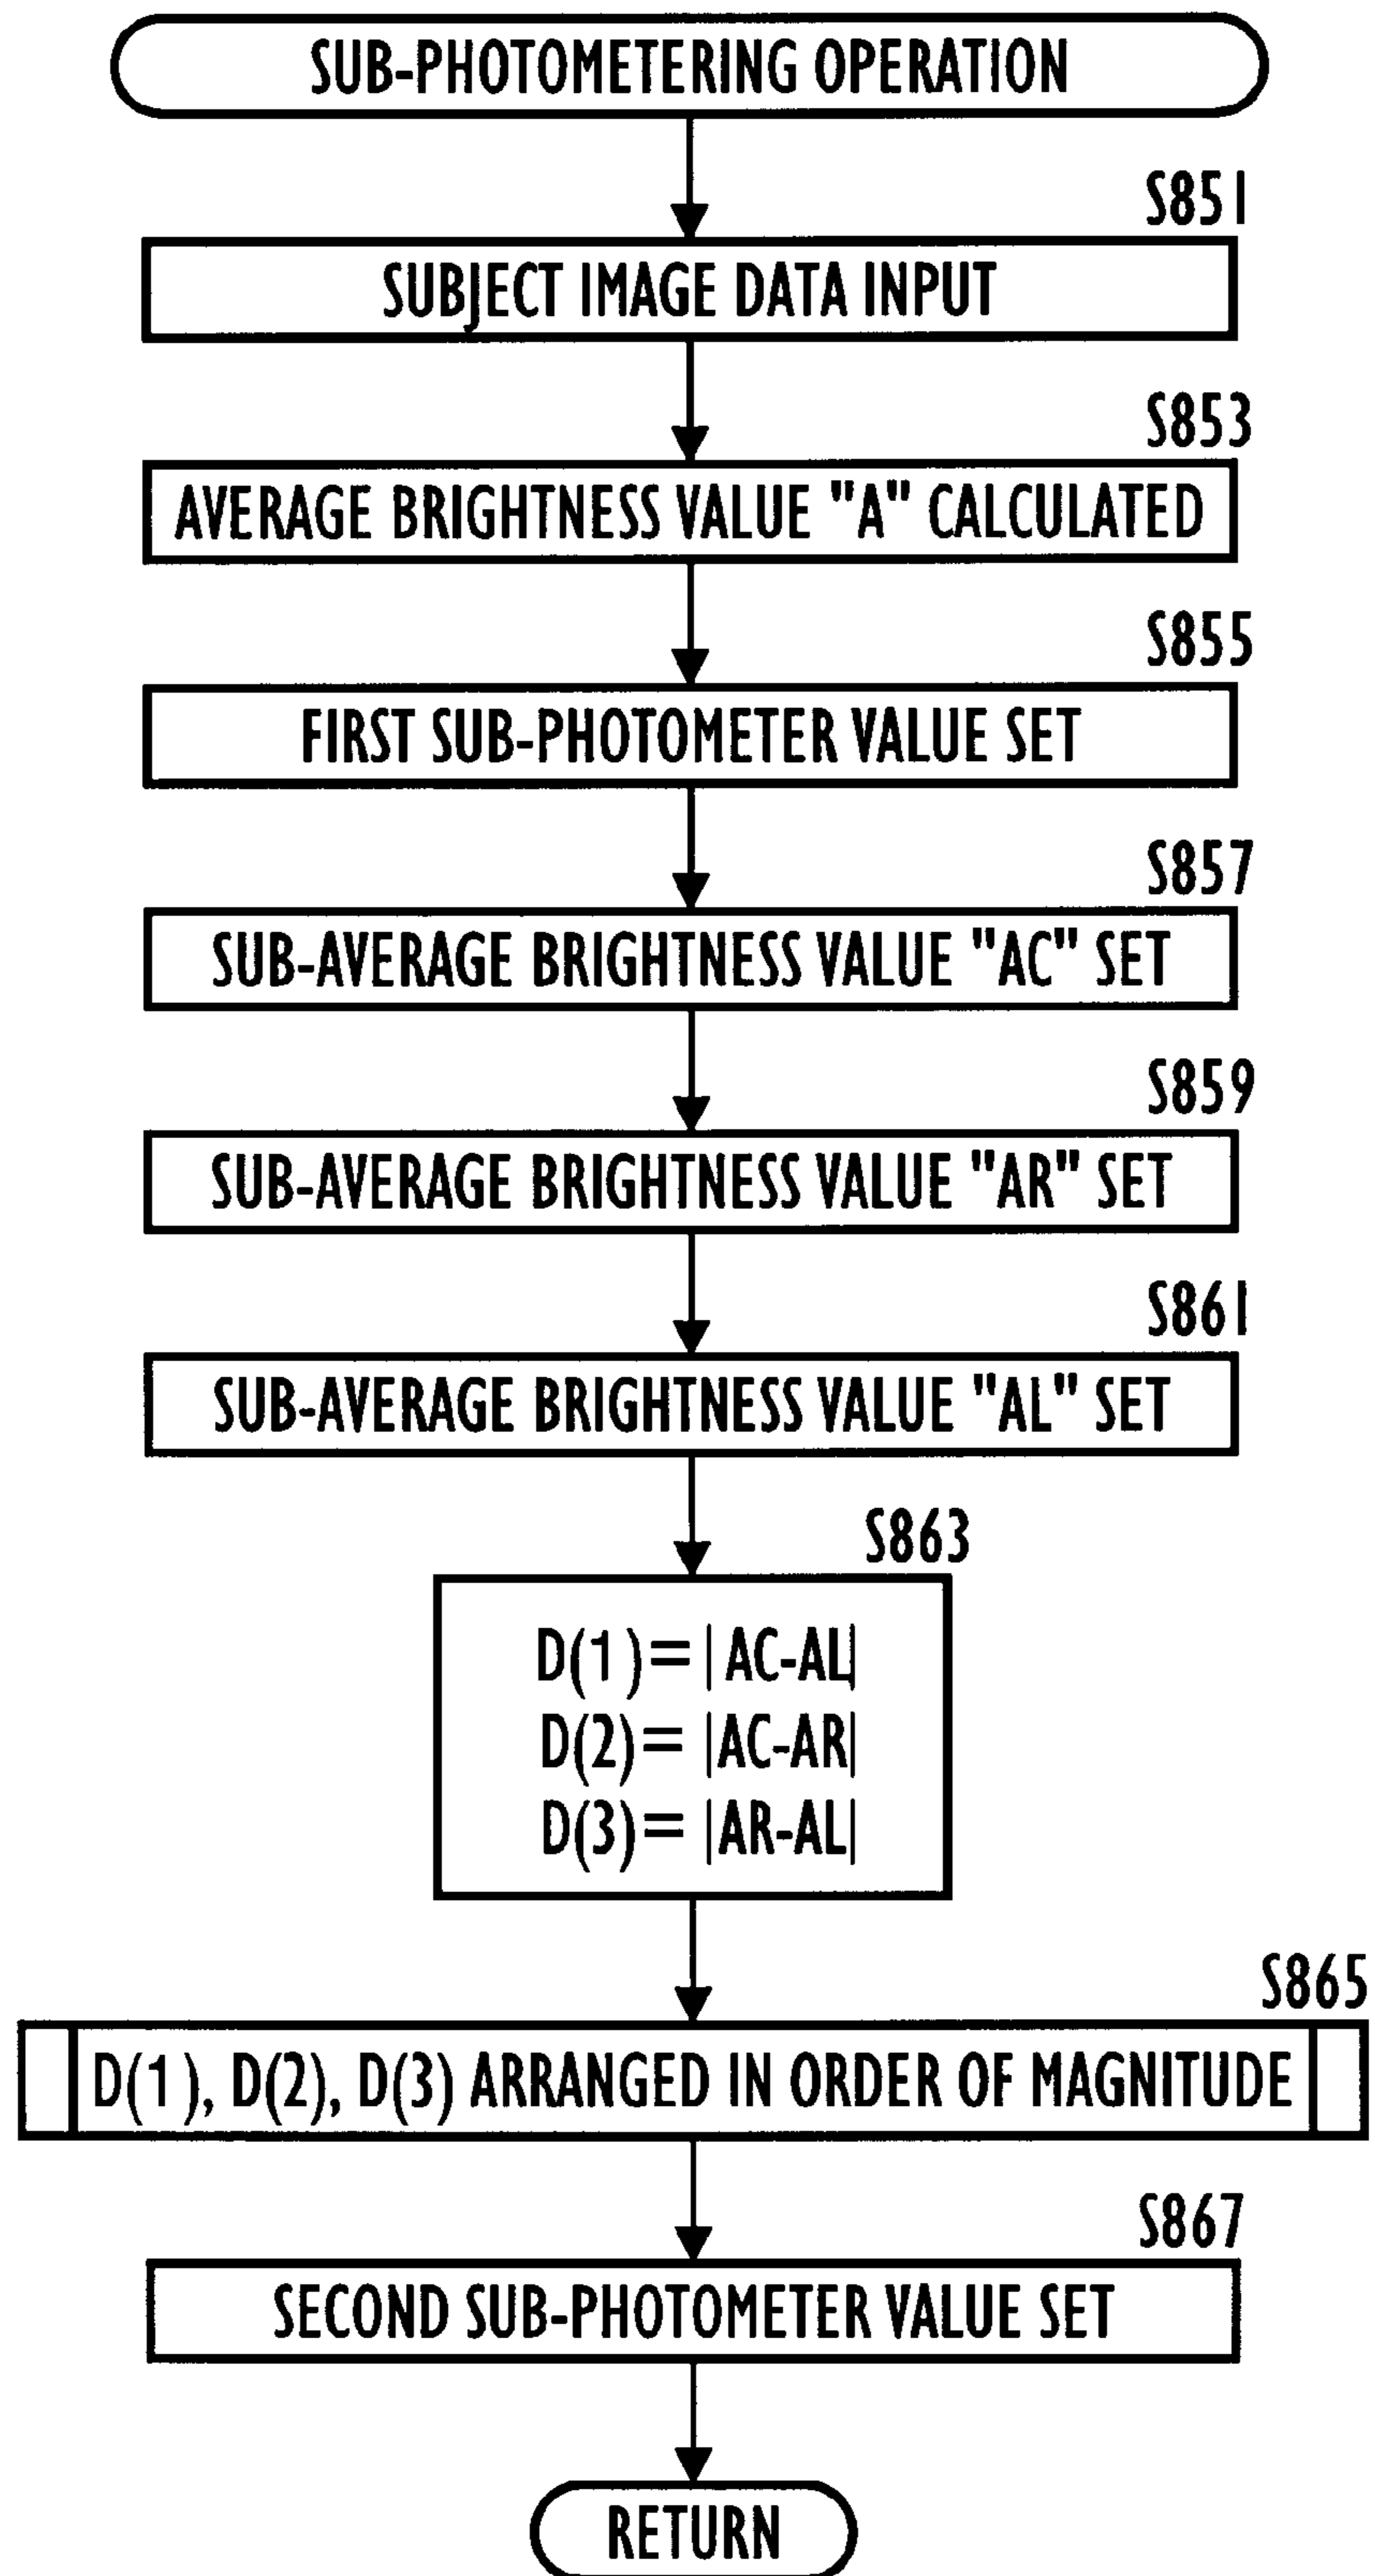 SUB-PHOTOMETERING OPERATION
S851
SUBJECT IMAGE DATA INPUT
S853
AVERAGE BRIGHTNESS VALUE "A" CALCULATED
S855
FIRST SUB-PHOTOMETER VALUE SET
S857
SUB-AVERAGE BRIGHTNESS VALUE "AC" SET
S859
SUB-AVERAGE BRIGHTNESS VALUE "AR" SET
S861
SUB-AVERAGE BRIGHTNESS VALUE "AL" SET
S863
D(1)= |AC-AL|
D(2)= |AC-AR|
D(3)= |AR-AL|
S865
D(1), D(2), D(3) ARRANGED IN ORDER OF MAGNITUDE
S867
SECOND SUB-PHOTOMETER VALUE SET
RETURN